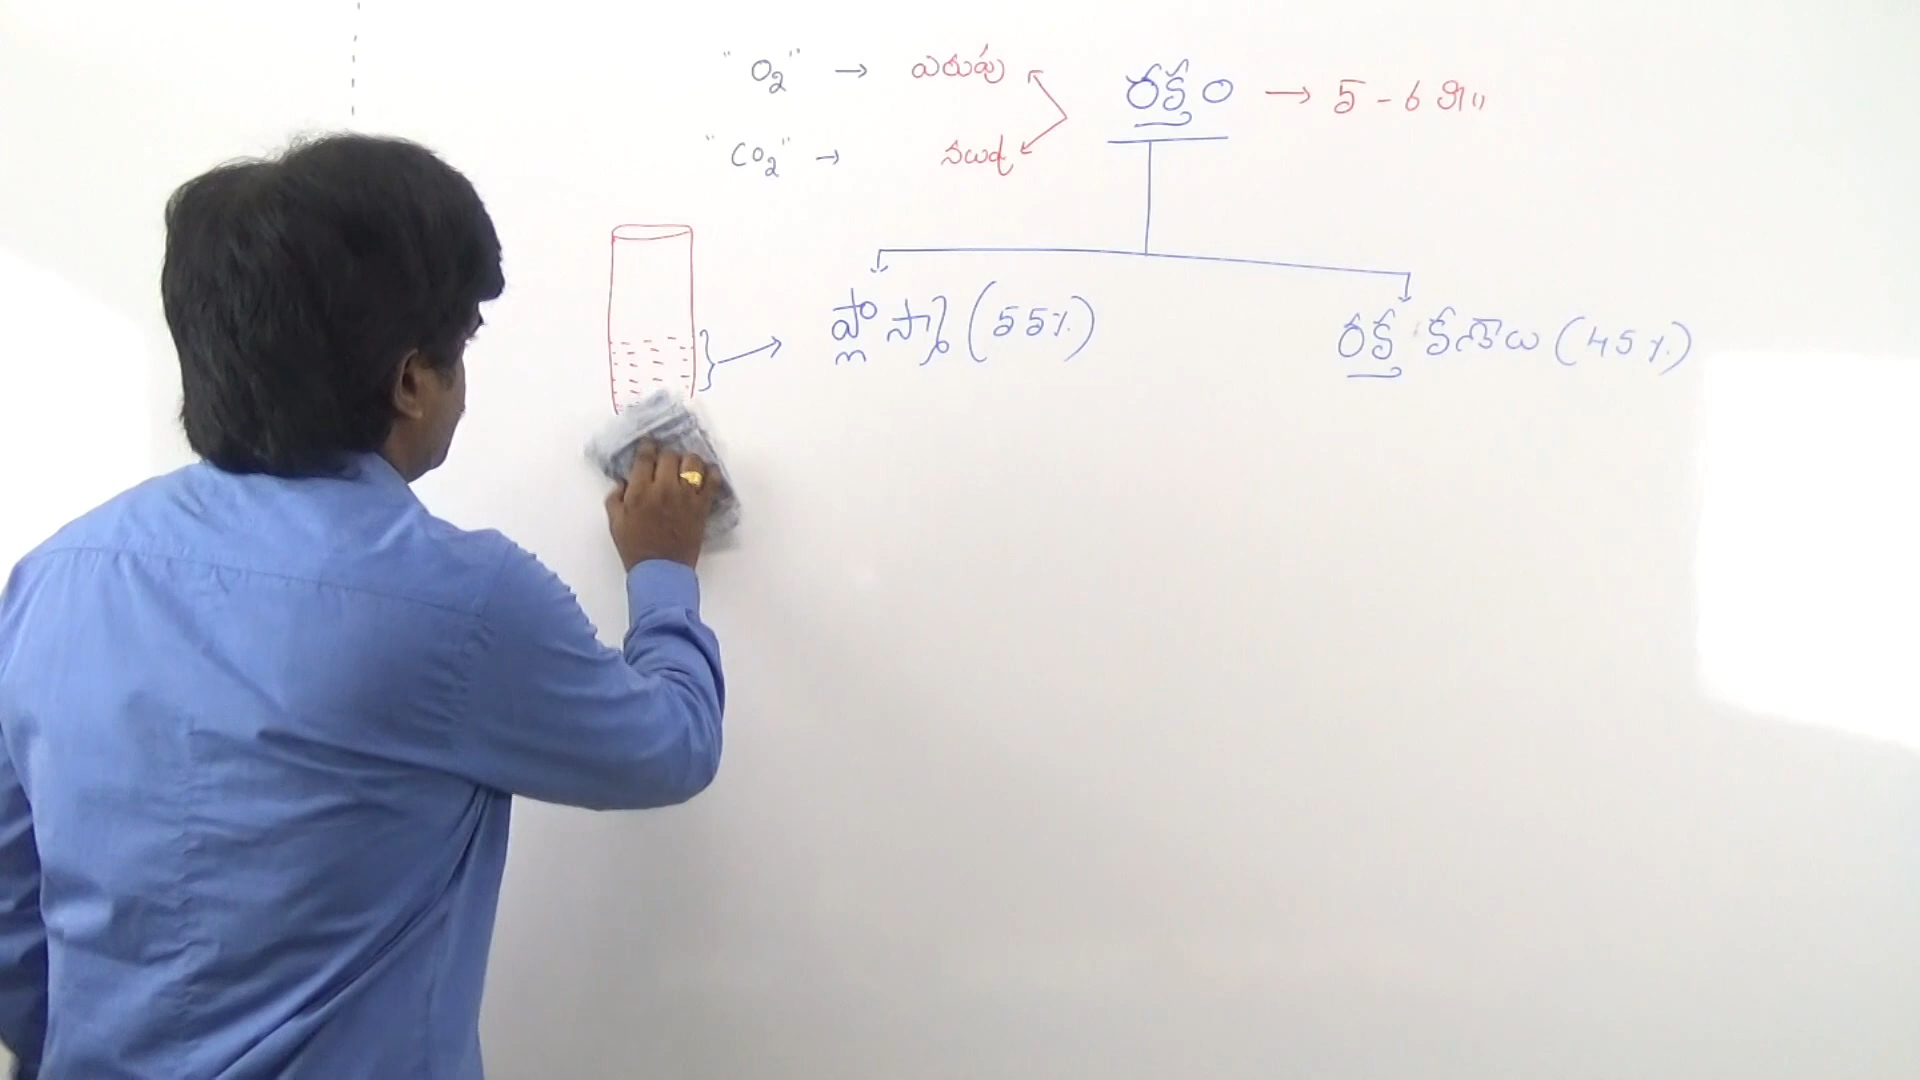 "O2" → ఎరుపు
రక్తం → 5 - 6 లీ॥
"CO2" → నలుపు
ప్లాస్మా (55%)
రక్త కణాలు (45%)